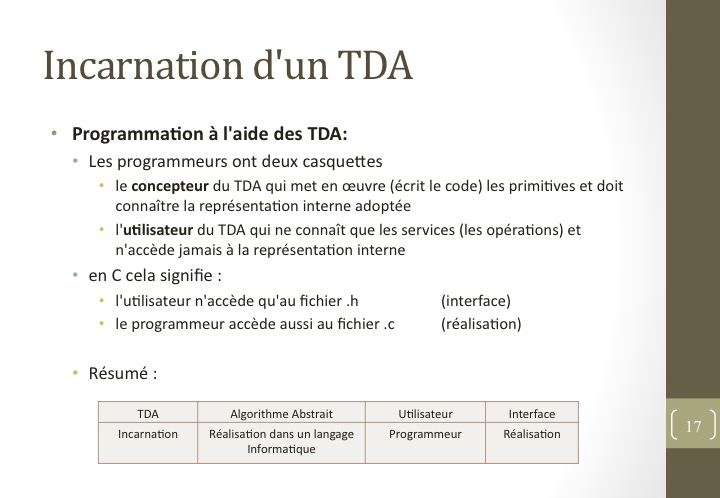 Incarnation d'un TDA
• Programmation à l'aide des TDA:
• Les programmeurs ont deux casquettes
• le concepteur du TDA qui met en œuvre (écrit le code) les primitives et doit
connaître la représentation interne adoptée
• l'utilisateur du TDA qui ne connaît que les services (les opérations) et
n'accède jamais à la représentation interne
• en C cela signifie :
• l'utilisateur n'accède qu'au fichier .h (interface)
• le programmeur accède aussi au fichier .c (réalisation)
• Résumé :
TDA Algorithme Abstrait Utilisateur Interface
Incarnation Réalisation dans un langage Programmeur Réalisation
Informatique
17